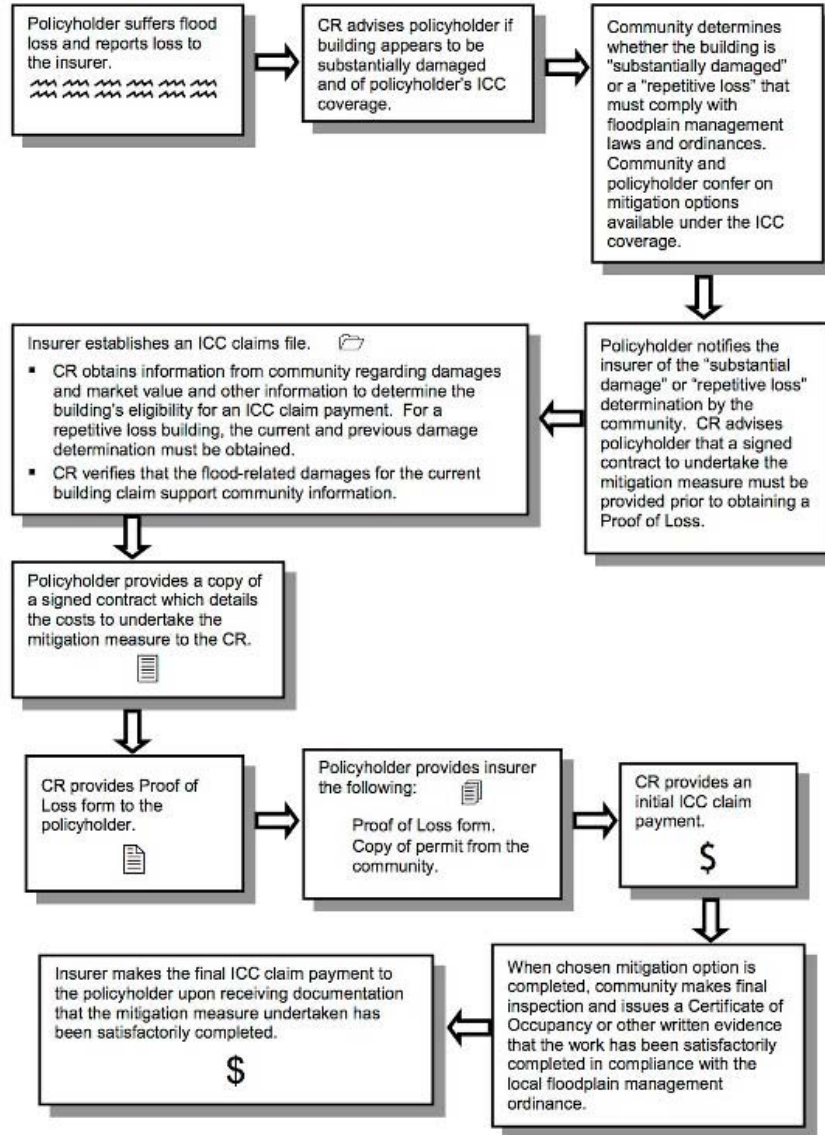 Policyholder suffers flood
loss and reports loss to
the insurer.
CR advises policyholder if
building appears to be
substantially damaged
and of policyholder's ICC
coverage.
Community determines
whether the building is
"substantially damaged"
or a "repetitive loss" that
must comply with
floodplain management
laws and ordinances.
Community and
policyholder confer on
mitigation options
available under the ICC
coverage.
Policyholder notifies the
insurer of the "substantial
damage" or "repetitive loss"
determination by the
community. CR advises
policyholder that a signed
contract to undertake the
mitigation measure must be
provided prior to obtaining a
Proof of Loss.
Insurer establishes an ICC claims file.
▪ CR obtains information from community regarding damages
and market value and other information to determine the
building's eligibility for an ICC claim payment. For a
repetitive loss building, the current and previous damage
determination must be obtained.
▪ CR verifies that the flood-related damages for the current
building claim support community information.
Policyholder provides a copy of
a signed contract which details
the costs to undertake the
mitigation measure to the CR.
CR provides Proof of
Loss form to the
policyholder.
Policyholder provides insurer
the following:
Proof of Loss form.
Copy of permit from the
community.
CR provides an
initial ICC claim
payment.
$
When chosen mitigation option is
completed, community makes final
inspection and issues a Certificate of
Occupancy or other written evidence
that the work has been satisfactorily
completed in compliance with the
local floodplain management
ordinance.
Insurer makes the final ICC claim payment to
the policyholder upon receiving documentation
that the mitigation measure undertaken has
been satisfactorily completed.
$